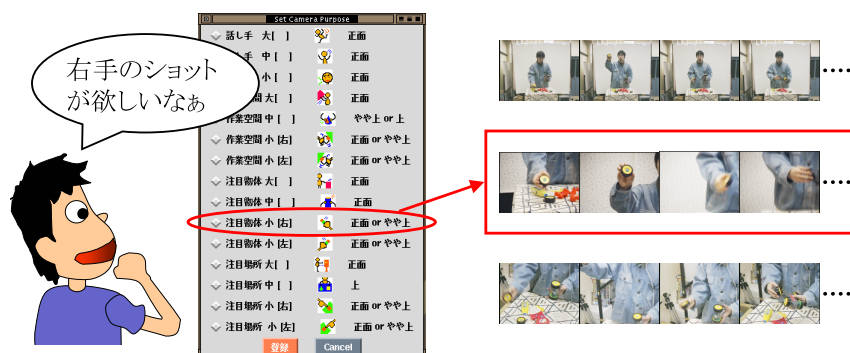 Set Camera Purpose
話し手 大[ ] 正面
手 中 [ ] 正面
小 [ ] 正面
間 大[ ] 正面
右手のショット
が欲しいなぁ
作業空間 中 [ ] やや上 or 上
作業空間 小 [右] 正面 or やや上
作業空間 小 [左] 正面 or やや上
注目物体 大[ ] 正面
注目物体 中 [ ] 正面
注目物体 小 [右] 正面 or やや上
注目物体 小 [左] 正面 or やや上
注目場所 大[ ] 正面
注目場所 中 [ ] 上
注目場所 小 [右] 正面 or やや上
注目場所 小 [左] 正面 or やや上
登録 Cancel